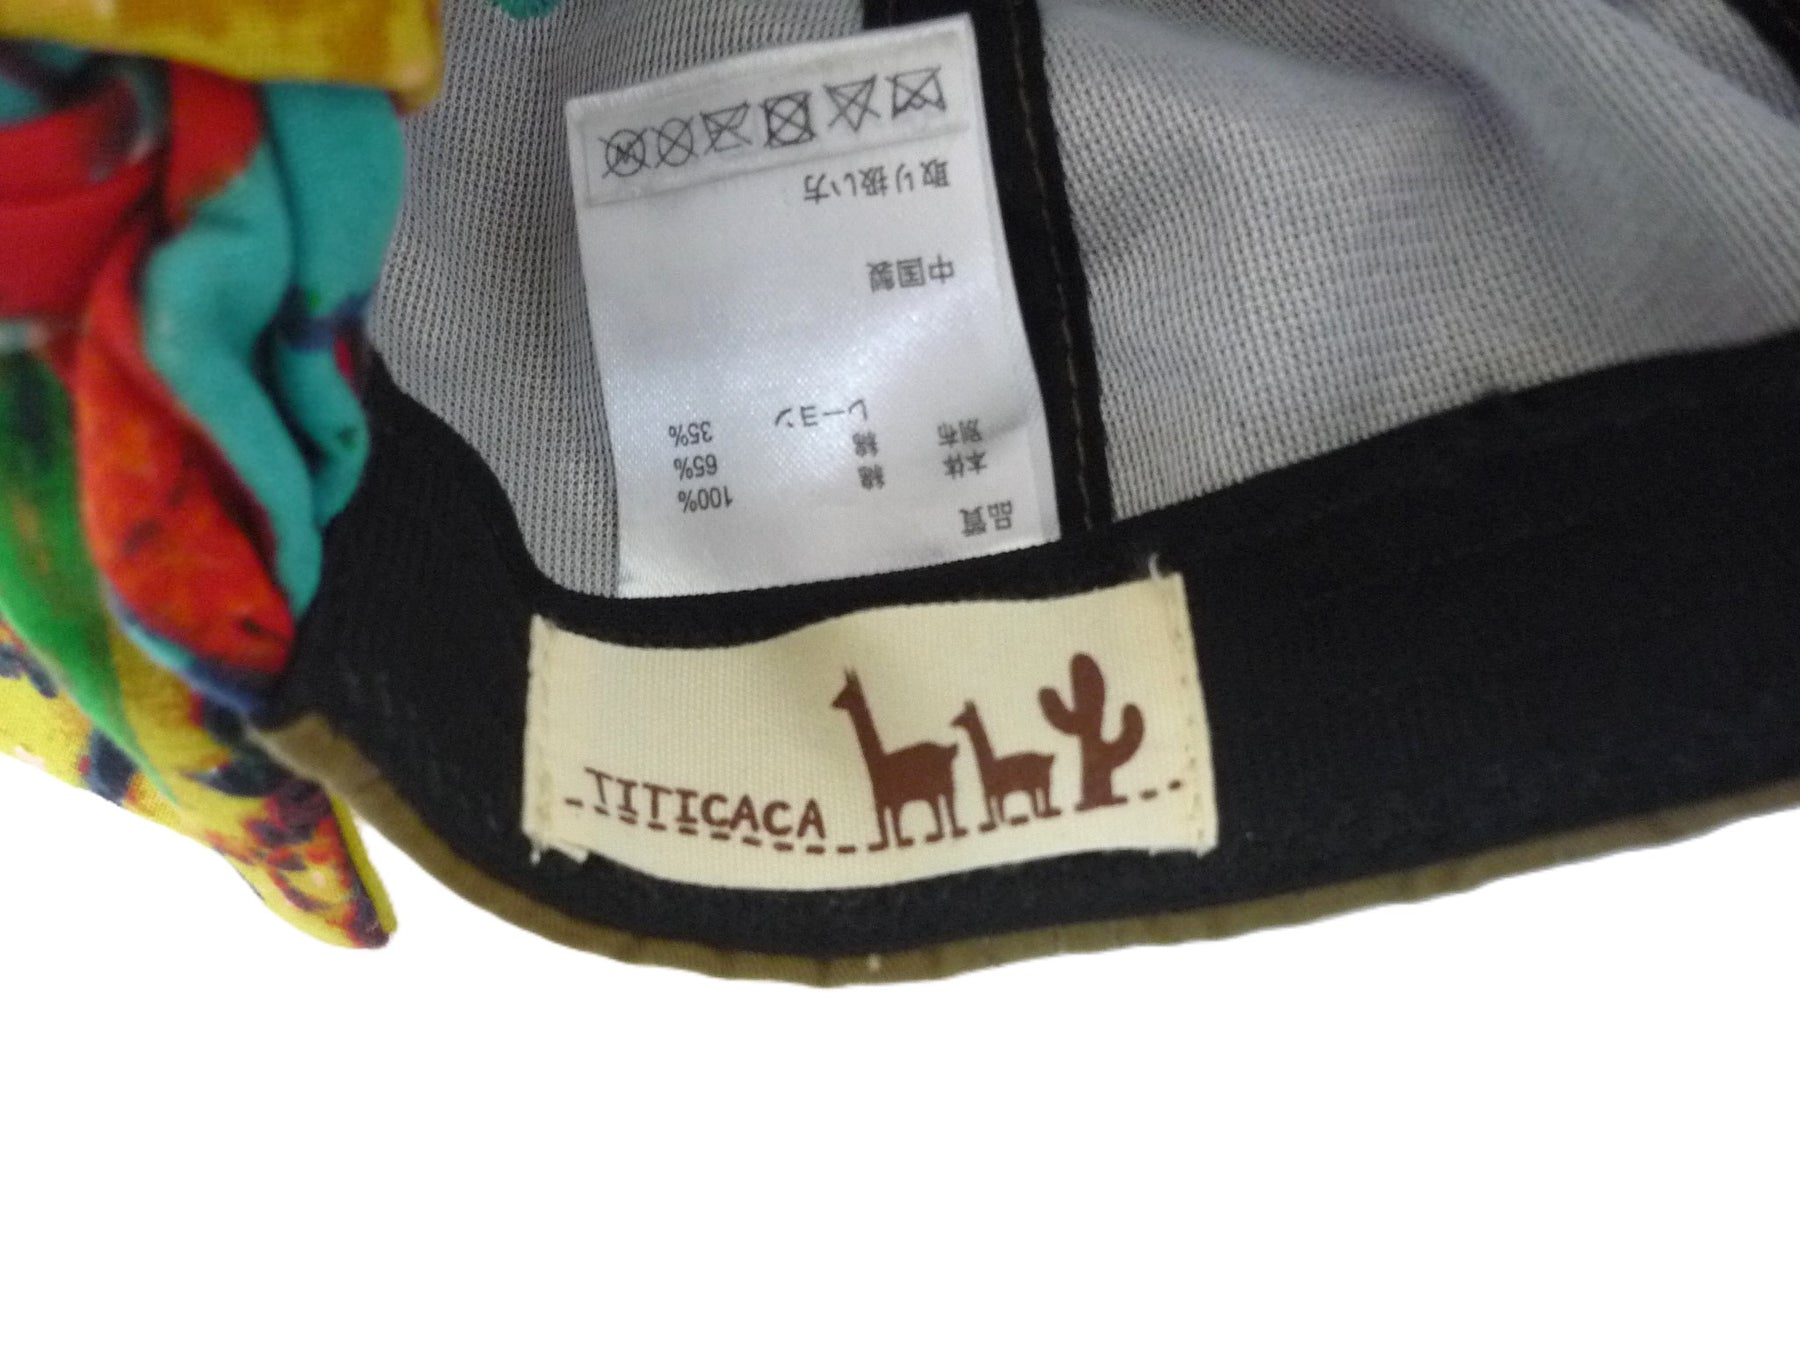 品質
本体 綿 100%
別布 綿 65%
レーヨン 35%
中国製
取り扱い方
TITICACA